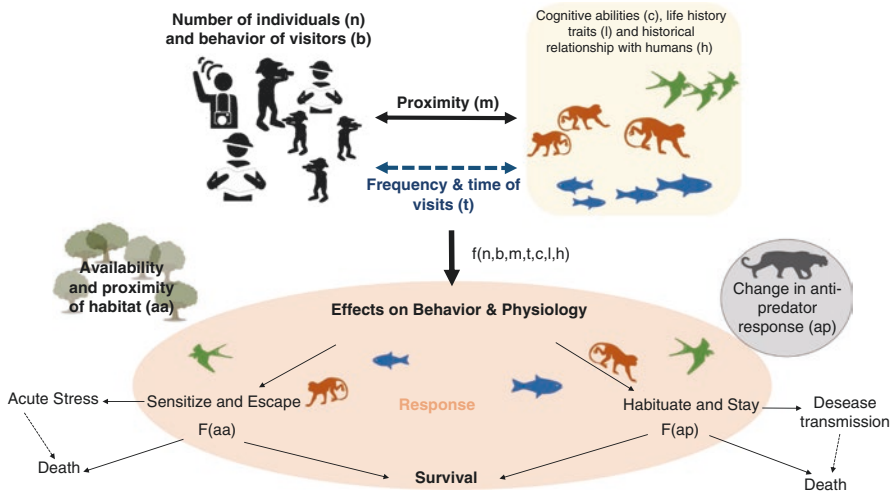 Number of individuals (n)
and behavior of visitors (b)
Cognitive abilities (c), life history
traits (l) and historical
relationship with humans (h)
Proximity (m)
Frequency & time of
visits (t)
f(n,b,m,t,c,l,h)
Availability
and proximity
of habitat (aa)
Change in anti-
predator
response (ap)
Effects on Behavior & Physiology
Acute Stress
Sensitize and Escape
Response
Habituate and Stay
Desease
transmission
F(aa)
F(ap)
Death
Survival
Death